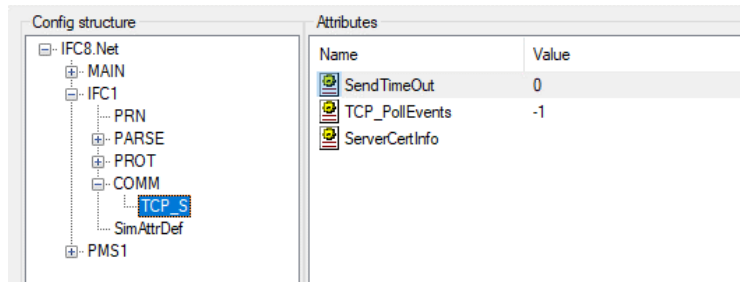 Config structure
IFC8.Net
MAIN
IFC1
PRN
PARSE
PROT
COMM
TCP_S
SimAttrDef
PMS1
Attributes
Name Value
SendTimeOut 0
TCP_PollEvents -1
ServerCertInfo